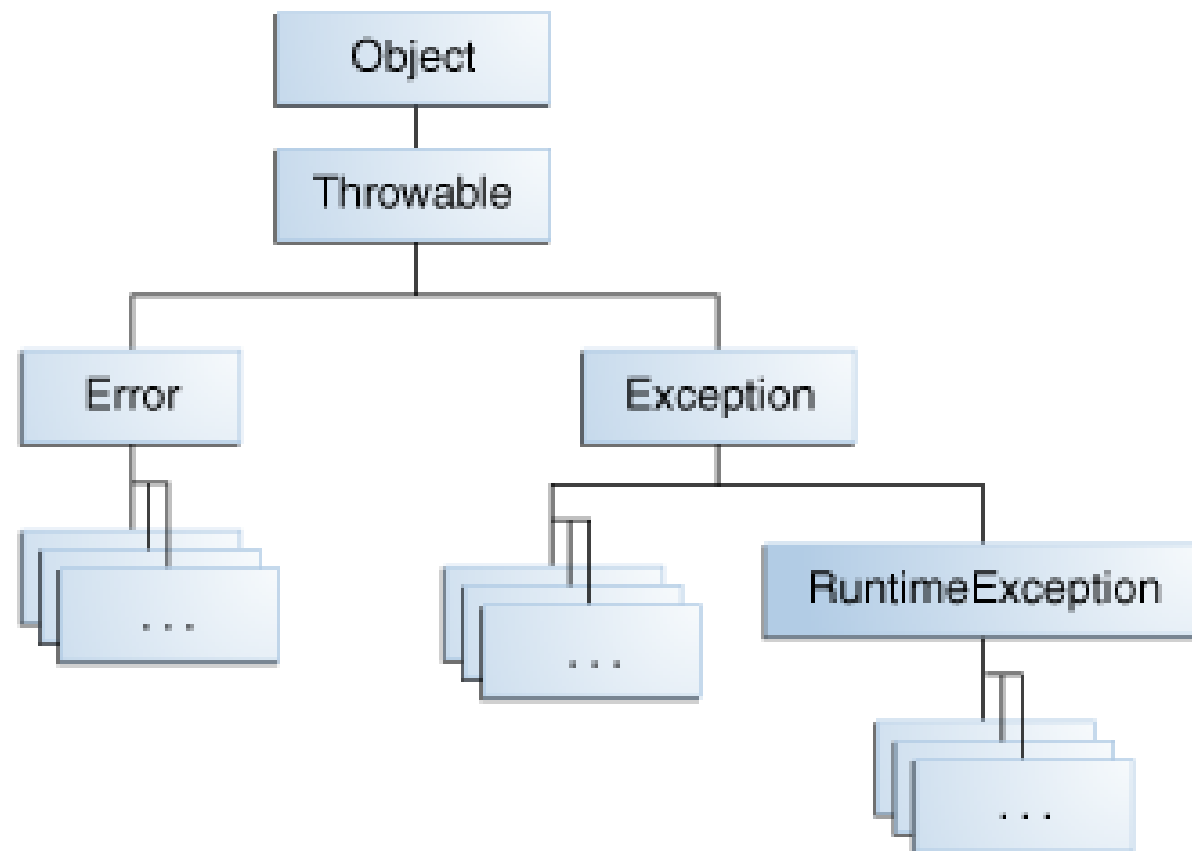 Object
Throwable
Error
Exception
RuntimeException
...
...
...